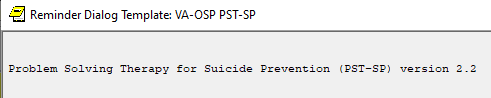 Reminder Dialog Template: VA-OSP PST-SP
Problem Solving Therapy for Suicide Prevention (PST-SP) version 2.2